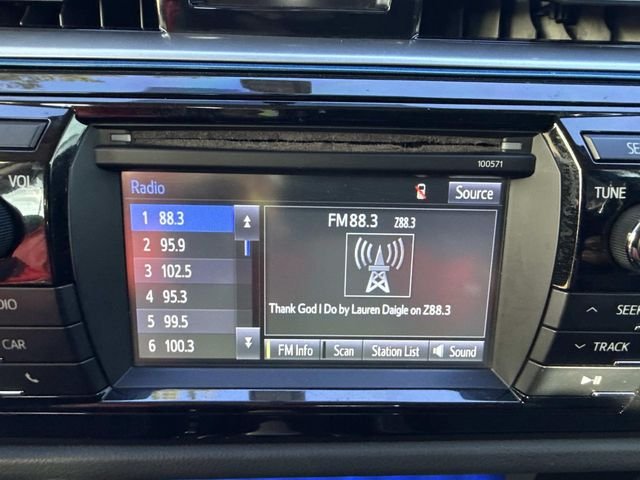 100571
VOL
SE
TUNE
Radio
Source
1 88.3
2 95.9
3 102.5
4 95.3
5 99.5
6 100.3
FM88.3 Z88.3
Thank God I Do by Lauren Daigle on Z88.3
FM Info Scan Station List Sound
DIO
CAR
SEEK
TRACK